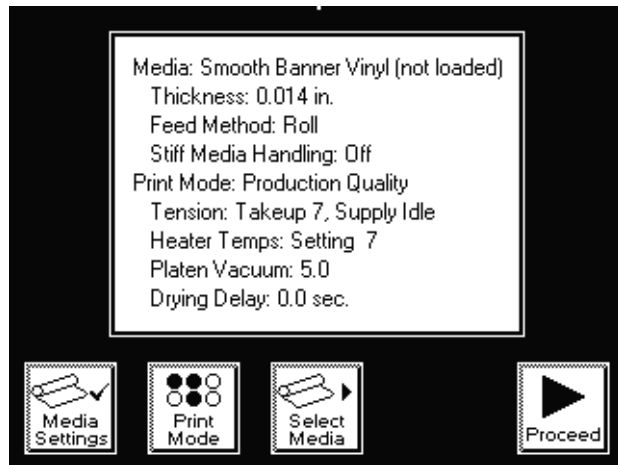 Media: Smooth Banner Vinyl (not loaded)
Thickness: 0.014 in.
Feed Method: Roll
Stiff Media Handling: Off
Print Mode: Production Quality
Tension: Takeup 7, Supply Idle
Heater Temps: Setting 7
Platen Vacuum: 5.0
Drying Delay: 0.0 sec.
Media
Settings
Print
Mode
Select
Media
Proceed